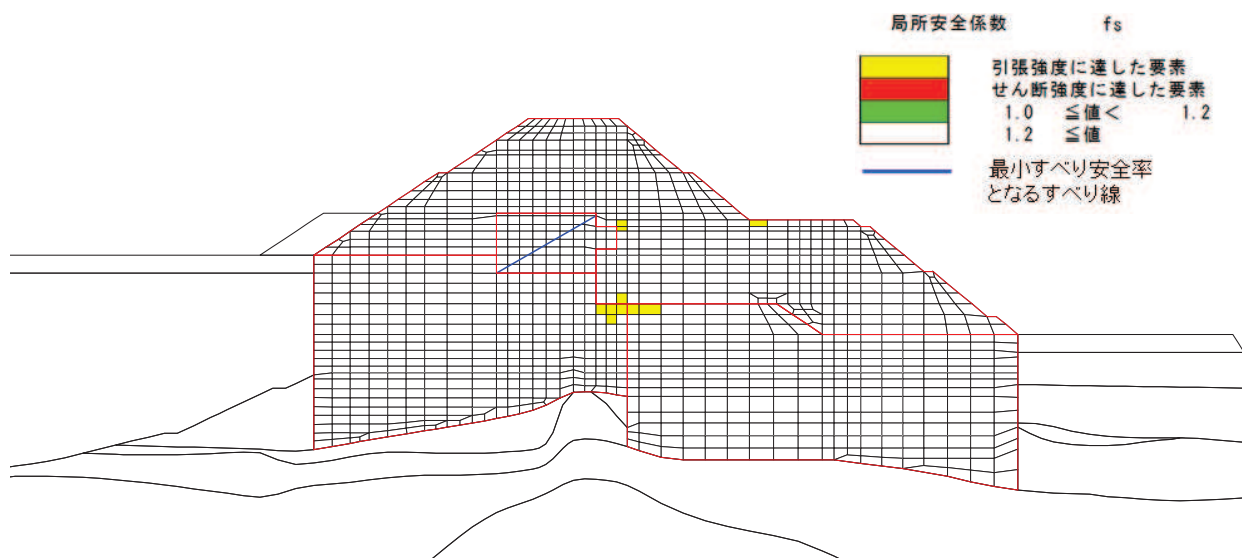 局所安全係数 fs
引張強度に達した要素
せん断強度に達した要素
1.0 ≦値< 1.2
1.2 ≦値
最小すべり安全率
となるすべり線